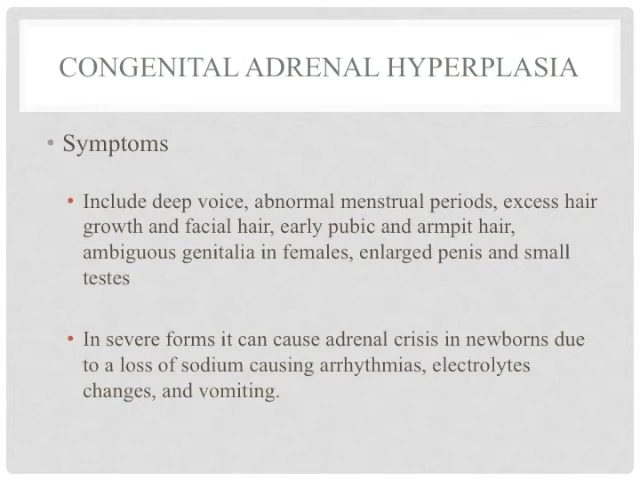 CONGENITAL ADRENAL HYPERPLASIA
• Symptoms
• Include deep voice, abnormal menstrual periods, excess hair
growth and facial hair, early pubic and armpit hair,
ambiguous genitalia in females, enlarged penis and small
testes
• In severe forms it can cause adrenal crisis in newborns due
to a loss of sodium causing arrhythmias, electrolytes
changes, and vomiting.